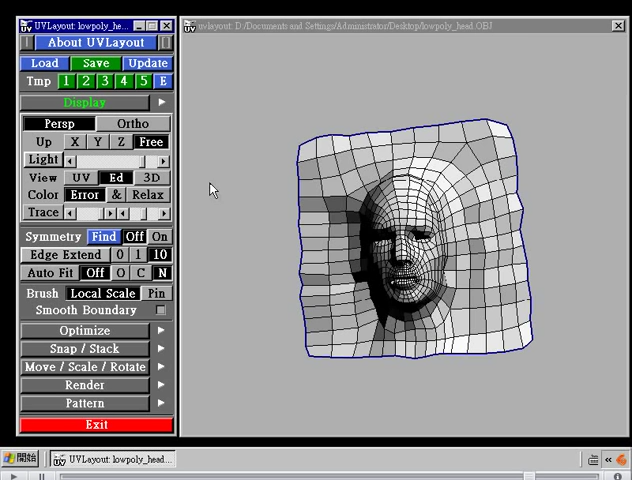 UVLayout: lowpoly_he...
uvlayout: D:/Documents and Settings/Administrator/Desktop/lowpoly_head.OBJ
About UVLayout
Load Save Update
Tmp 1 2 3 4 5 E
Display
Persp Ortho
Up X Y Z Free
Light
View UV Ed 3D
Color Error & Relax
Trace
Symmetry Find Off On
Edge Extend 0 1 10
Auto Fit Off O C N
Brush Local Scale Pin
Smooth Boundary
Optimize
Snap / Stack
Move / Scale / Rotate
Render
Pattern
Exit
開始 UVLayout: lowpoly_head...